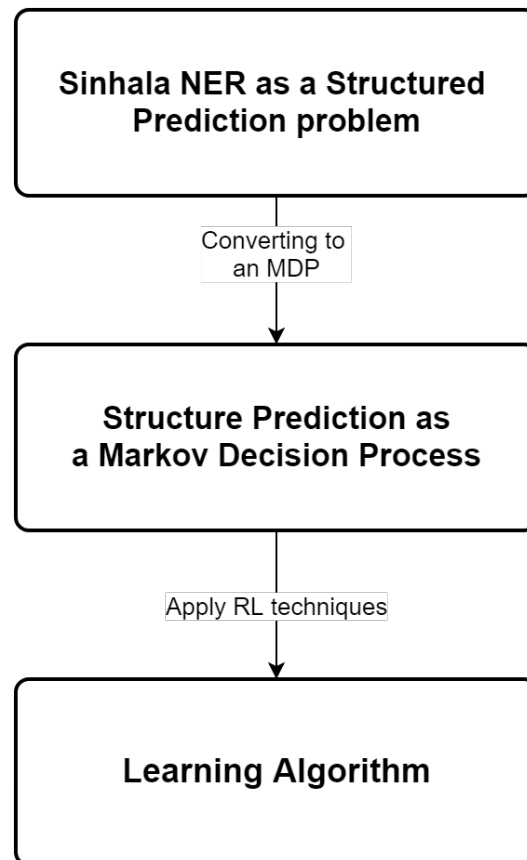 Sinhala NER as a Structured
Prediction problem
Converting to
an MDP
Structure Prediction as
a Markov Decision Process
Apply RL techniques
Learning Algorithm